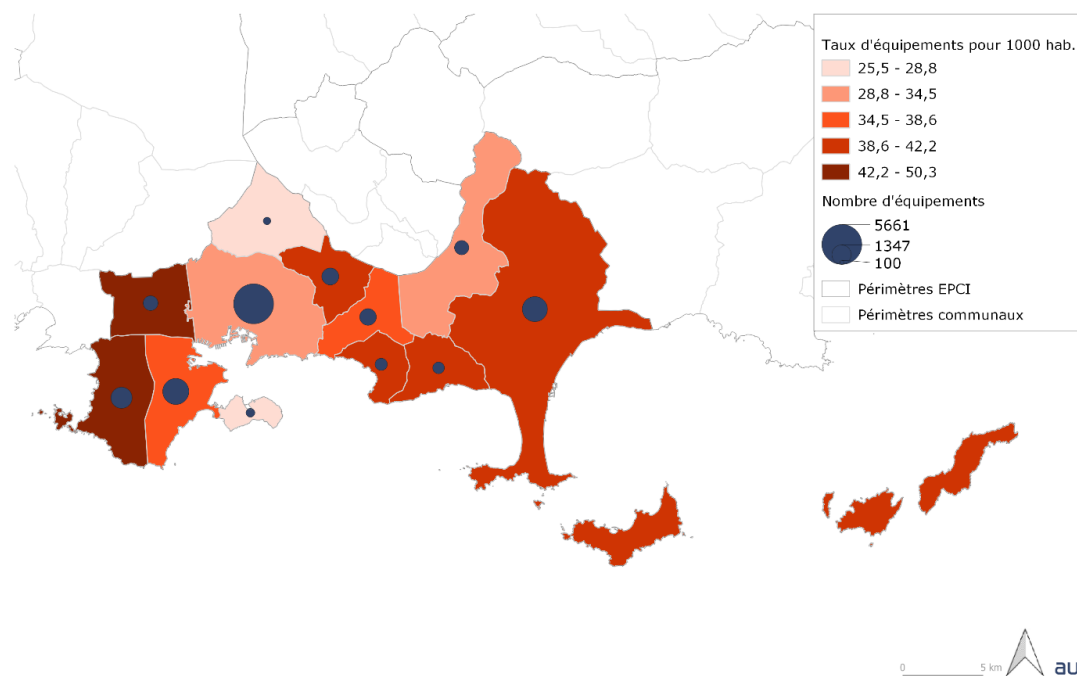 Taux d'équipements pour 1000 hab.
25,5 - 28,8
28,8 - 34,5
34,5 - 38,6
38,6 - 42,2
42,2 - 50,3
Nombre d'équipements
5661
1347
100
Périmètres EPCI
Périmètres communaux
0 5 km
au